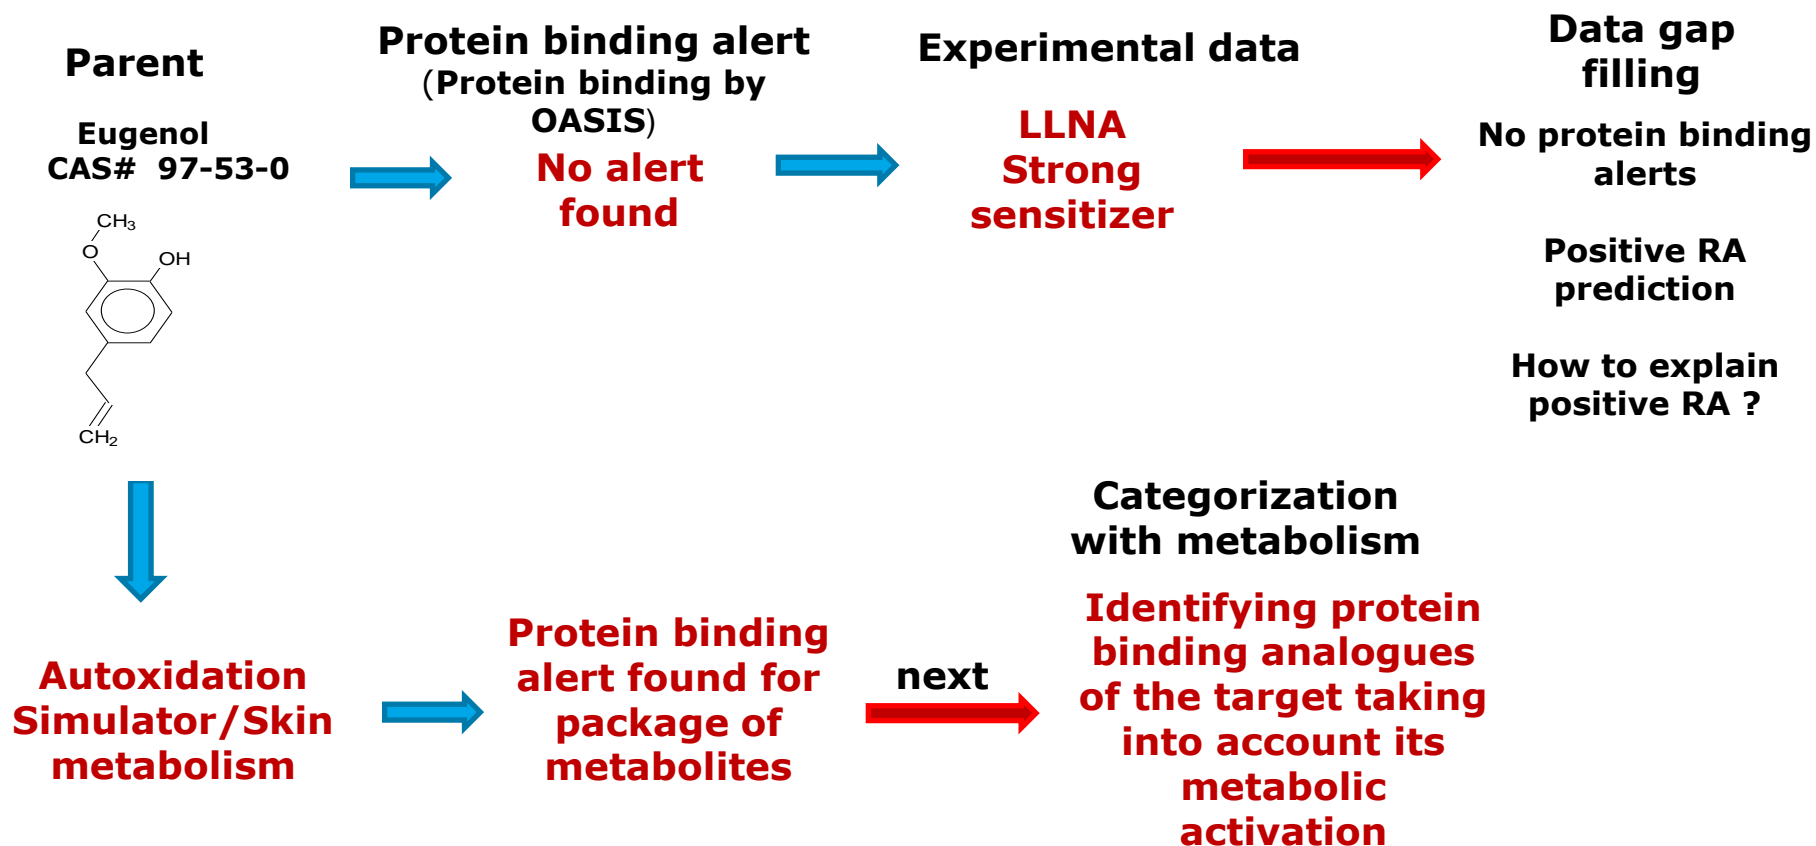 Parent
Eugenol
CAS# 97-53-0
CH3
O
OH
CH2
Protein binding alert
(Protein binding by
OASIS)
No alert
found
Experimental data
LLNA
Strong
sensitizer
Data gap
filling
No protein binding
alerts
Positive RA
prediction
How to explain
positive RA ?
Autoxidation
Simulator/Skin
metabolism
Protein binding
alert found for
package of
metabolites
next
Categorization
with metabolism
Identifying protein
binding analogues
of the target taking
into account its
metabolic
activation